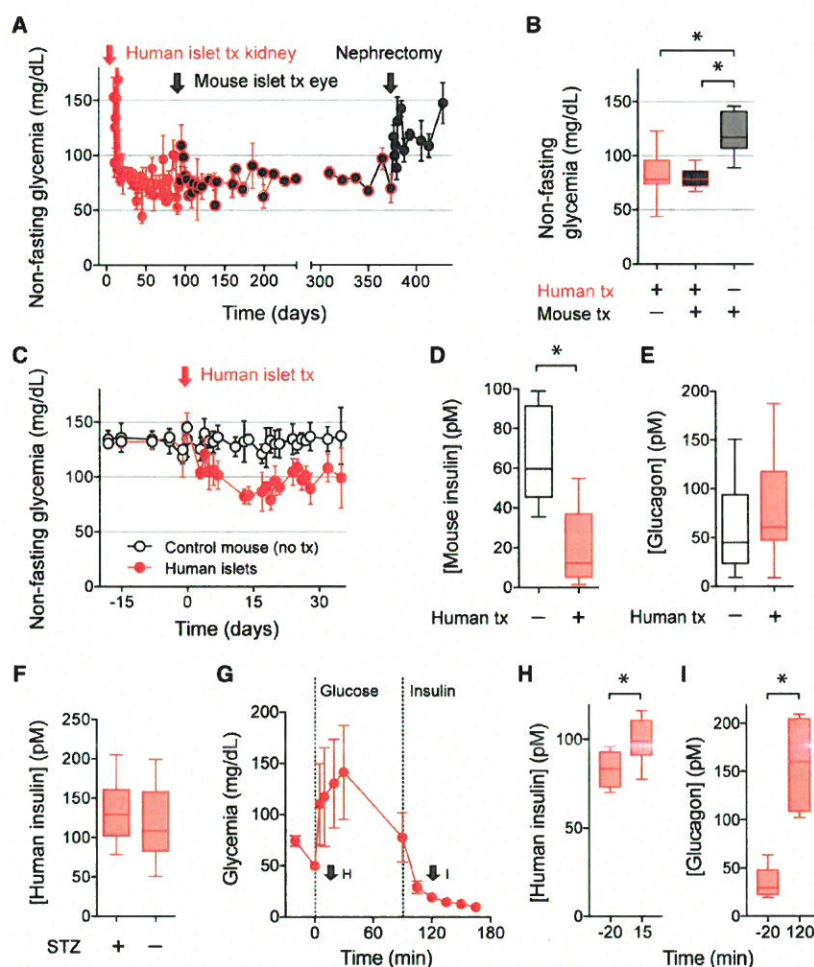 A
Human islet tx kidney
Mouse islet tx eye
Nephrectomy
Non-fasting glycemia (mg/dL)
150
100
50
0
0 50 100 150 200 300 350 400
Time (days)
B
*
*
Non-fasting
glycemia (mg/dL)
150
100
50
0
Human tx + + –
Mouse tx – + +
C
Human islet tx
Non-fasting glycemia (mg/dL)
200
150
100
50
0
Control mouse (no tx)
Human islets
-15 0 15 30
Time (days)
D
*
[Mouse insulin] (pM)
100
80
60
40
20
0
Human tx – +
E
[Glucagon] (pM)
200
150
100
50
0
Human tx – +
F
[Human insulin] (pM)
250
200
150
100
50
0
STZ + –
G
Glucose
Insulin
Glycemia (mg/dL)
200
150
100
50
0
H
I
0 60 120 180
Time (min)
H
*
[Human insulin] (pM)
100
50
0
-20 15
I
*
[Glucagon] (pM)
200
150
100
50
0
-20 120
Time (min)